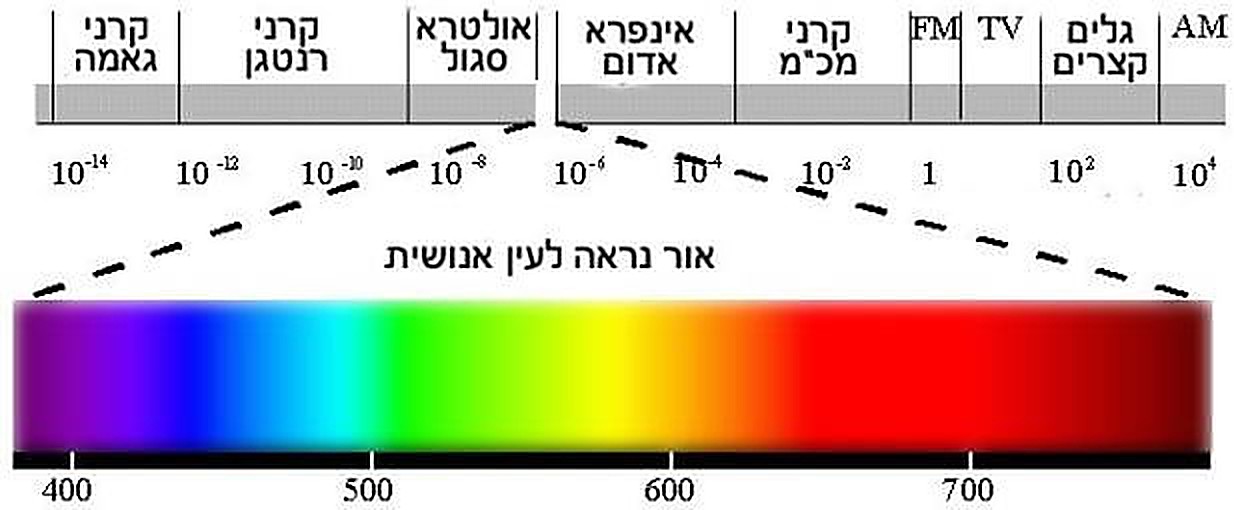 קרני גאמה
קרני רנטגן
אולטרא סגול
אינפרא אדום
קרני מכ"מ
FM
TV
גלים קצרים
AM
10⁻¹⁴ 10⁻¹² 10⁻¹⁰ 10⁻⁸ 10⁻⁶ 10⁻⁴ 10⁻² 1 10² 10⁴
אור נראה לעין אנושית
400 500 600 700